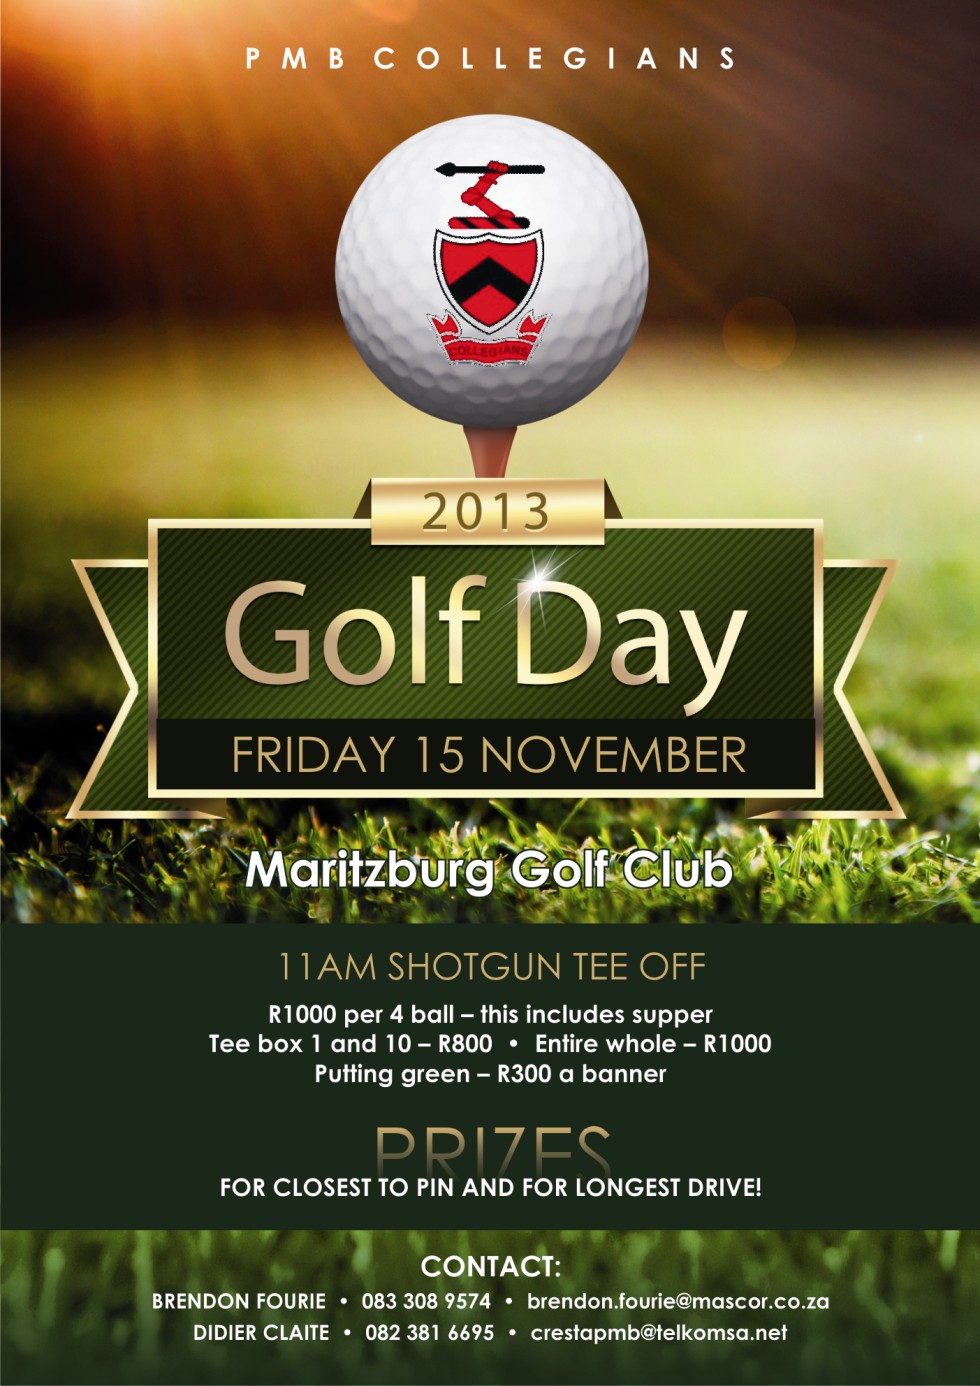 PMB COLLEGIANS
COLLEGIANS
2013
Golf Day
FRIDAY 15 NOVEMBER
Maritzburg Golf Club
11AM SHOTGUN TEE OFF
R1000 per 4 ball – this includes supper
Tee box 1 and 10 – R800 • Entire whole – R1000
Putting green – R300 a banner
PRIZES
FOR CLOSEST TO PIN AND FOR LONGEST DRIVE!
CONTACT:
BRENDON FOURIE • 083 308 9574 • brendon.fourie@mascor.co.za
DIDIER CLAITE • 082 381 6695 • crestapmb@telkomsa.net